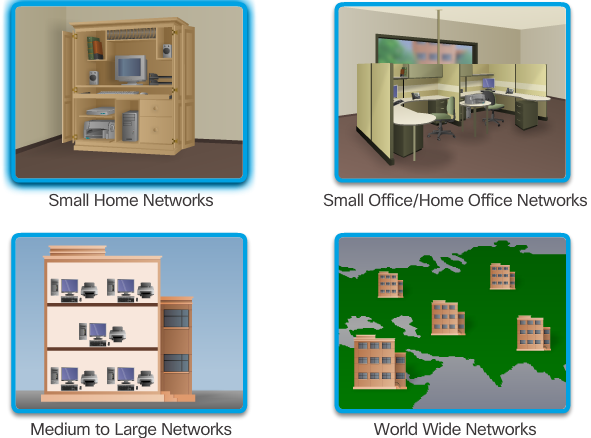 Small Home Networks
Small Office/Home Office Networks
Medium to Large Networks
World Wide Networks